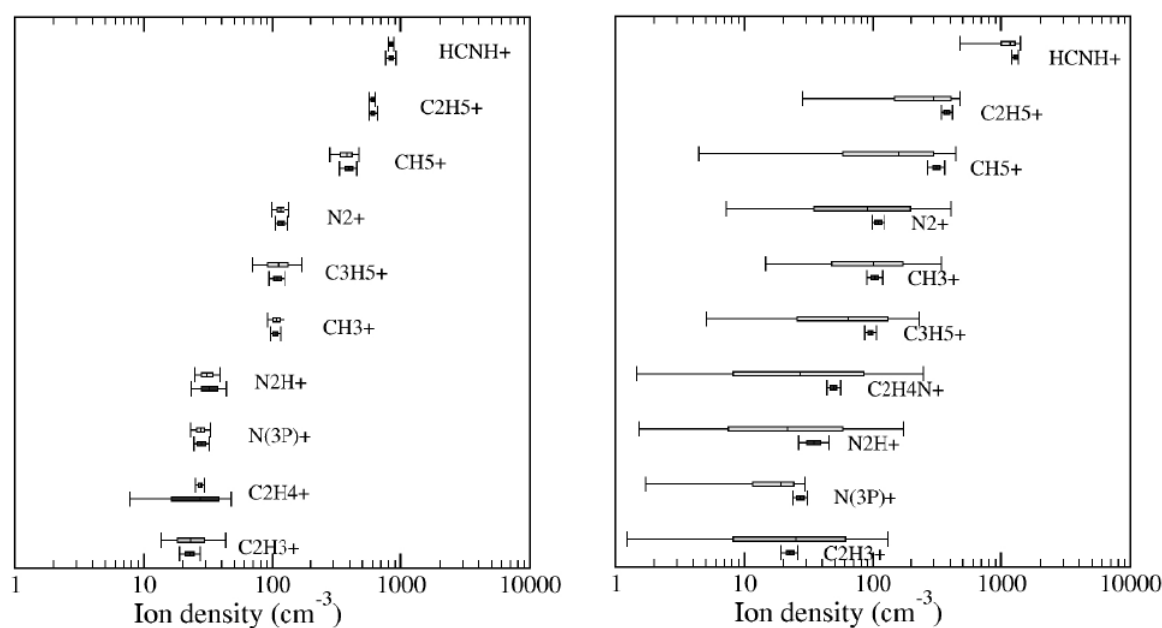 HCNH+
C2H5+
CH5+
N2+
C3H5+
CH3+
N2H+
N(3P)+
C2H4+
C2H3+
1 10 100 1000 10000
Ion density (cm⁻³)
HCNH+
C2H5+
CH5+
N2+
CH3+
C3H5+
C2H4N+
N2H+
N(3P)+
C2H3+
1 10 100 1000 10000
Ion density (cm⁻³)